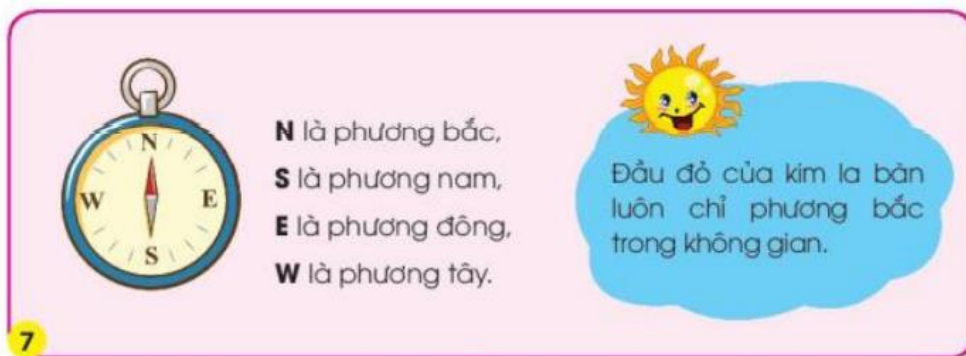 N
W
E
S
N là phương bắc,
S là phương nam,
E là phương đông,
W là phương tây.
Đầu đỏ của kim la bàn
luôn chỉ phương bắc
trong không gian.
7